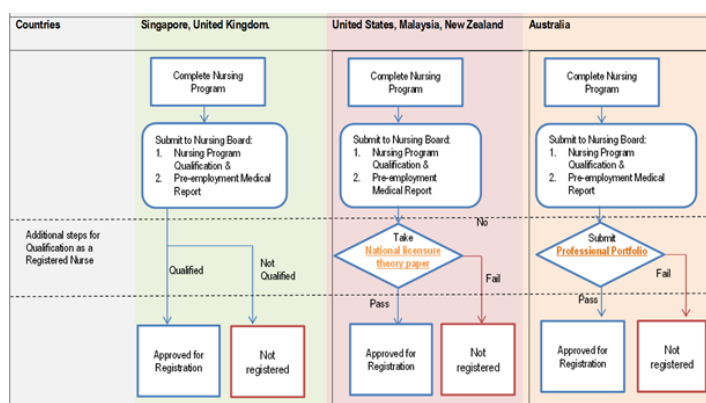 Countries
Singapore, United Kingdom.
United States, Malaysia, New Zealand
Australia
Complete Nursing
Program
Complete Nursing
Program
Complete Nursing
Program
Submit to Nursing Board:
1. Nursing Program
Qualification &
2. Pre-employment Medical
Report
Submit to Nursing Board:
1. Nursing Program
Qualification &
2. Pre-employment
Medical Report
Submit to Nursing Board:
1. Nursing Program
Qualification &
2. Pre-employment Medical
Report
Additional steps for
Qualification as a
Registered Nurse
Qualified
Not
Qualified
No
Take
National licensure
theory paper
Fail
Pass
Submit
Professional Portfolio
Fail
Pass
Approved for
Registration
Not
registered
Approved for
Registration
Not
registered
Approved for
Registration
Not
registered